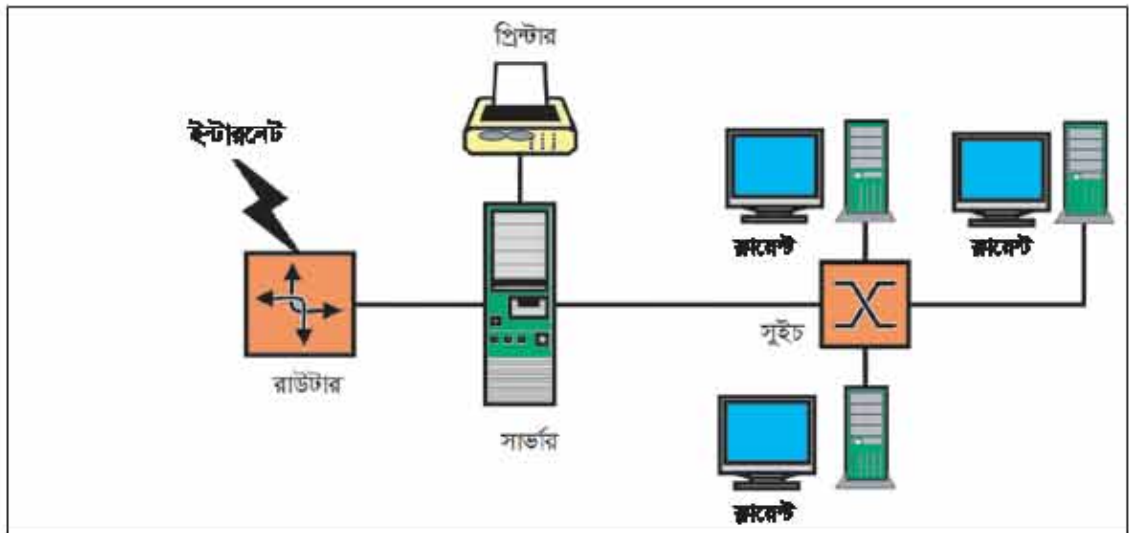 প্রিন্টার
ইন্টারনেট
ক্লায়েন্ট
ক্লায়েন্ট
সুইচ
রাউটার
সার্ভার
ক্লায়েন্ট